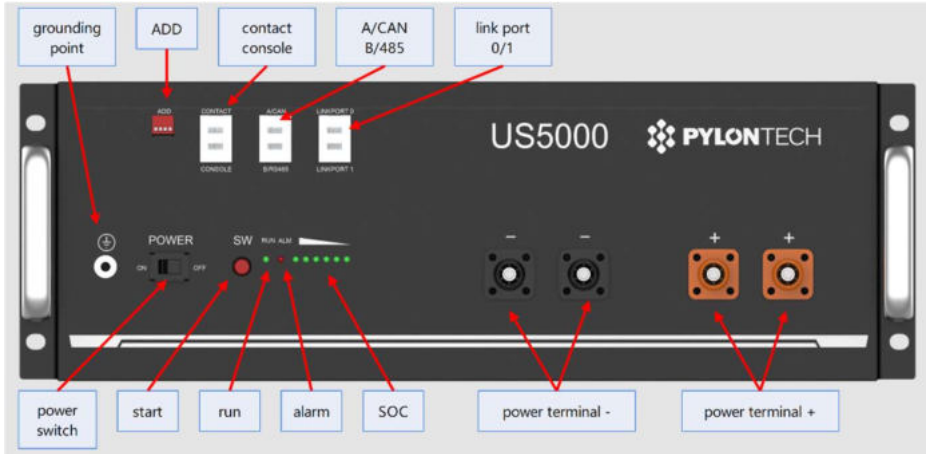 grounding
point
ADD
contact
console
A/CAN
B/485
link port
0/1
ADD
CONTACT
A/CAN
LINKPORT 0
CONSOLE
B/RS485
LINKPORT 1
US5000
PYLONTECH
POWER
ON
OFF
SW
RUN
ALM
−
−
+
+
power
switch
start
run
alarm
SOC
power terminal -
power terminal +